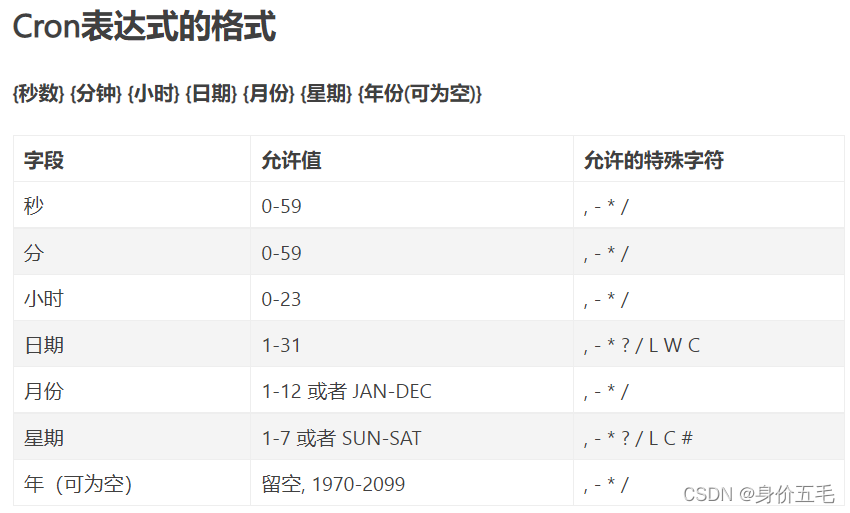 Cron表达式的格式
{秒数} {分钟} {小时} {日期} {月份} {星期} {年份(可为空)}
字段 允许值 允许的特殊字符
秒 0-59 , - * /
分 0-59 , - * /
小时 0-23 , - * /
日期 1-31 , - * ? / L W C
月份 1-12 或者 JAN-DEC , - * /
星期 1-7 或者 SUN-SAT , - * ? / L C #
年（可为空） 留空, 1970-2099 , - * /
CSDN @身价五毛